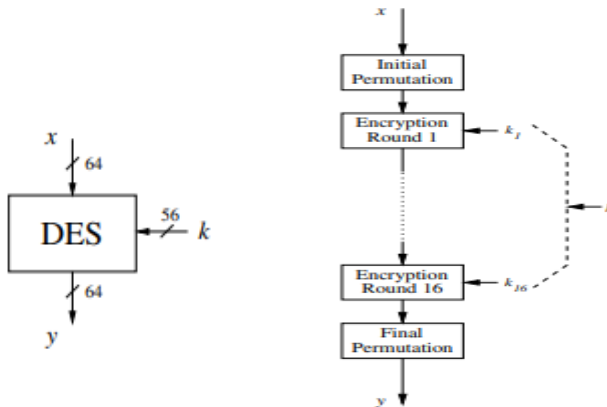 x
64
DES
56
k
64
y
x
Initial
Permutation
Encryption
Round 1
k1
Encryption
Round 16
k16
Final
Permutation
y